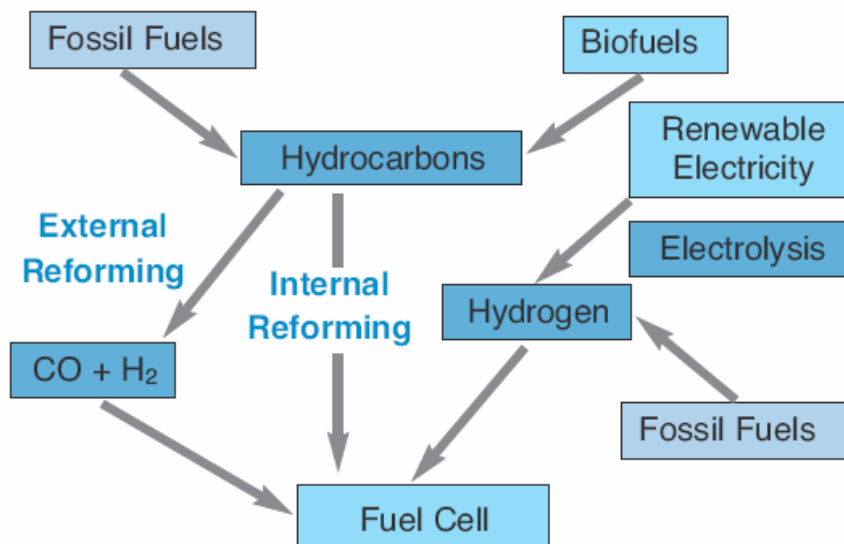 Fossil Fuels
Biofuels
Renewable
Electricity
Hydrocarbons
External
Reforming
Electrolysis
Internal
Reforming
Hydrogen
CO + H₂
Fossil Fuels
Fuel Cell